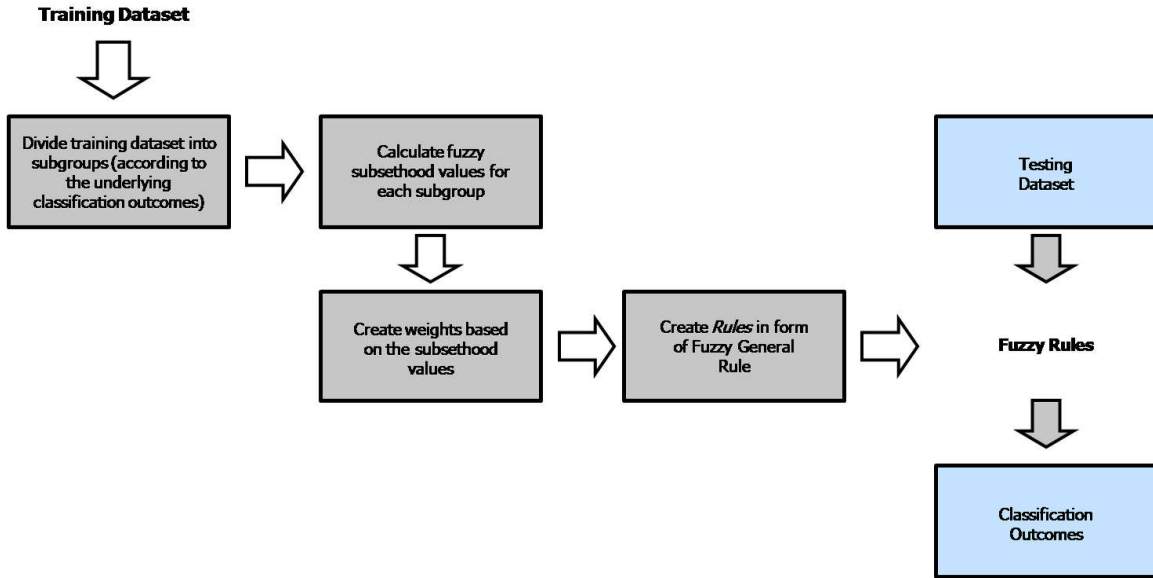 Training Dataset
Divide training dataset into
subgroups (according to
the underlying
classification outcomes)
Calculate fuzzy
subsethood values for
each subgroup
Testing
Dataset
Create weights based
on the subsethood
values
Create Rules in form
of Fuzzy General
Rule
Fuzzy Rules
Classification
Outcomes